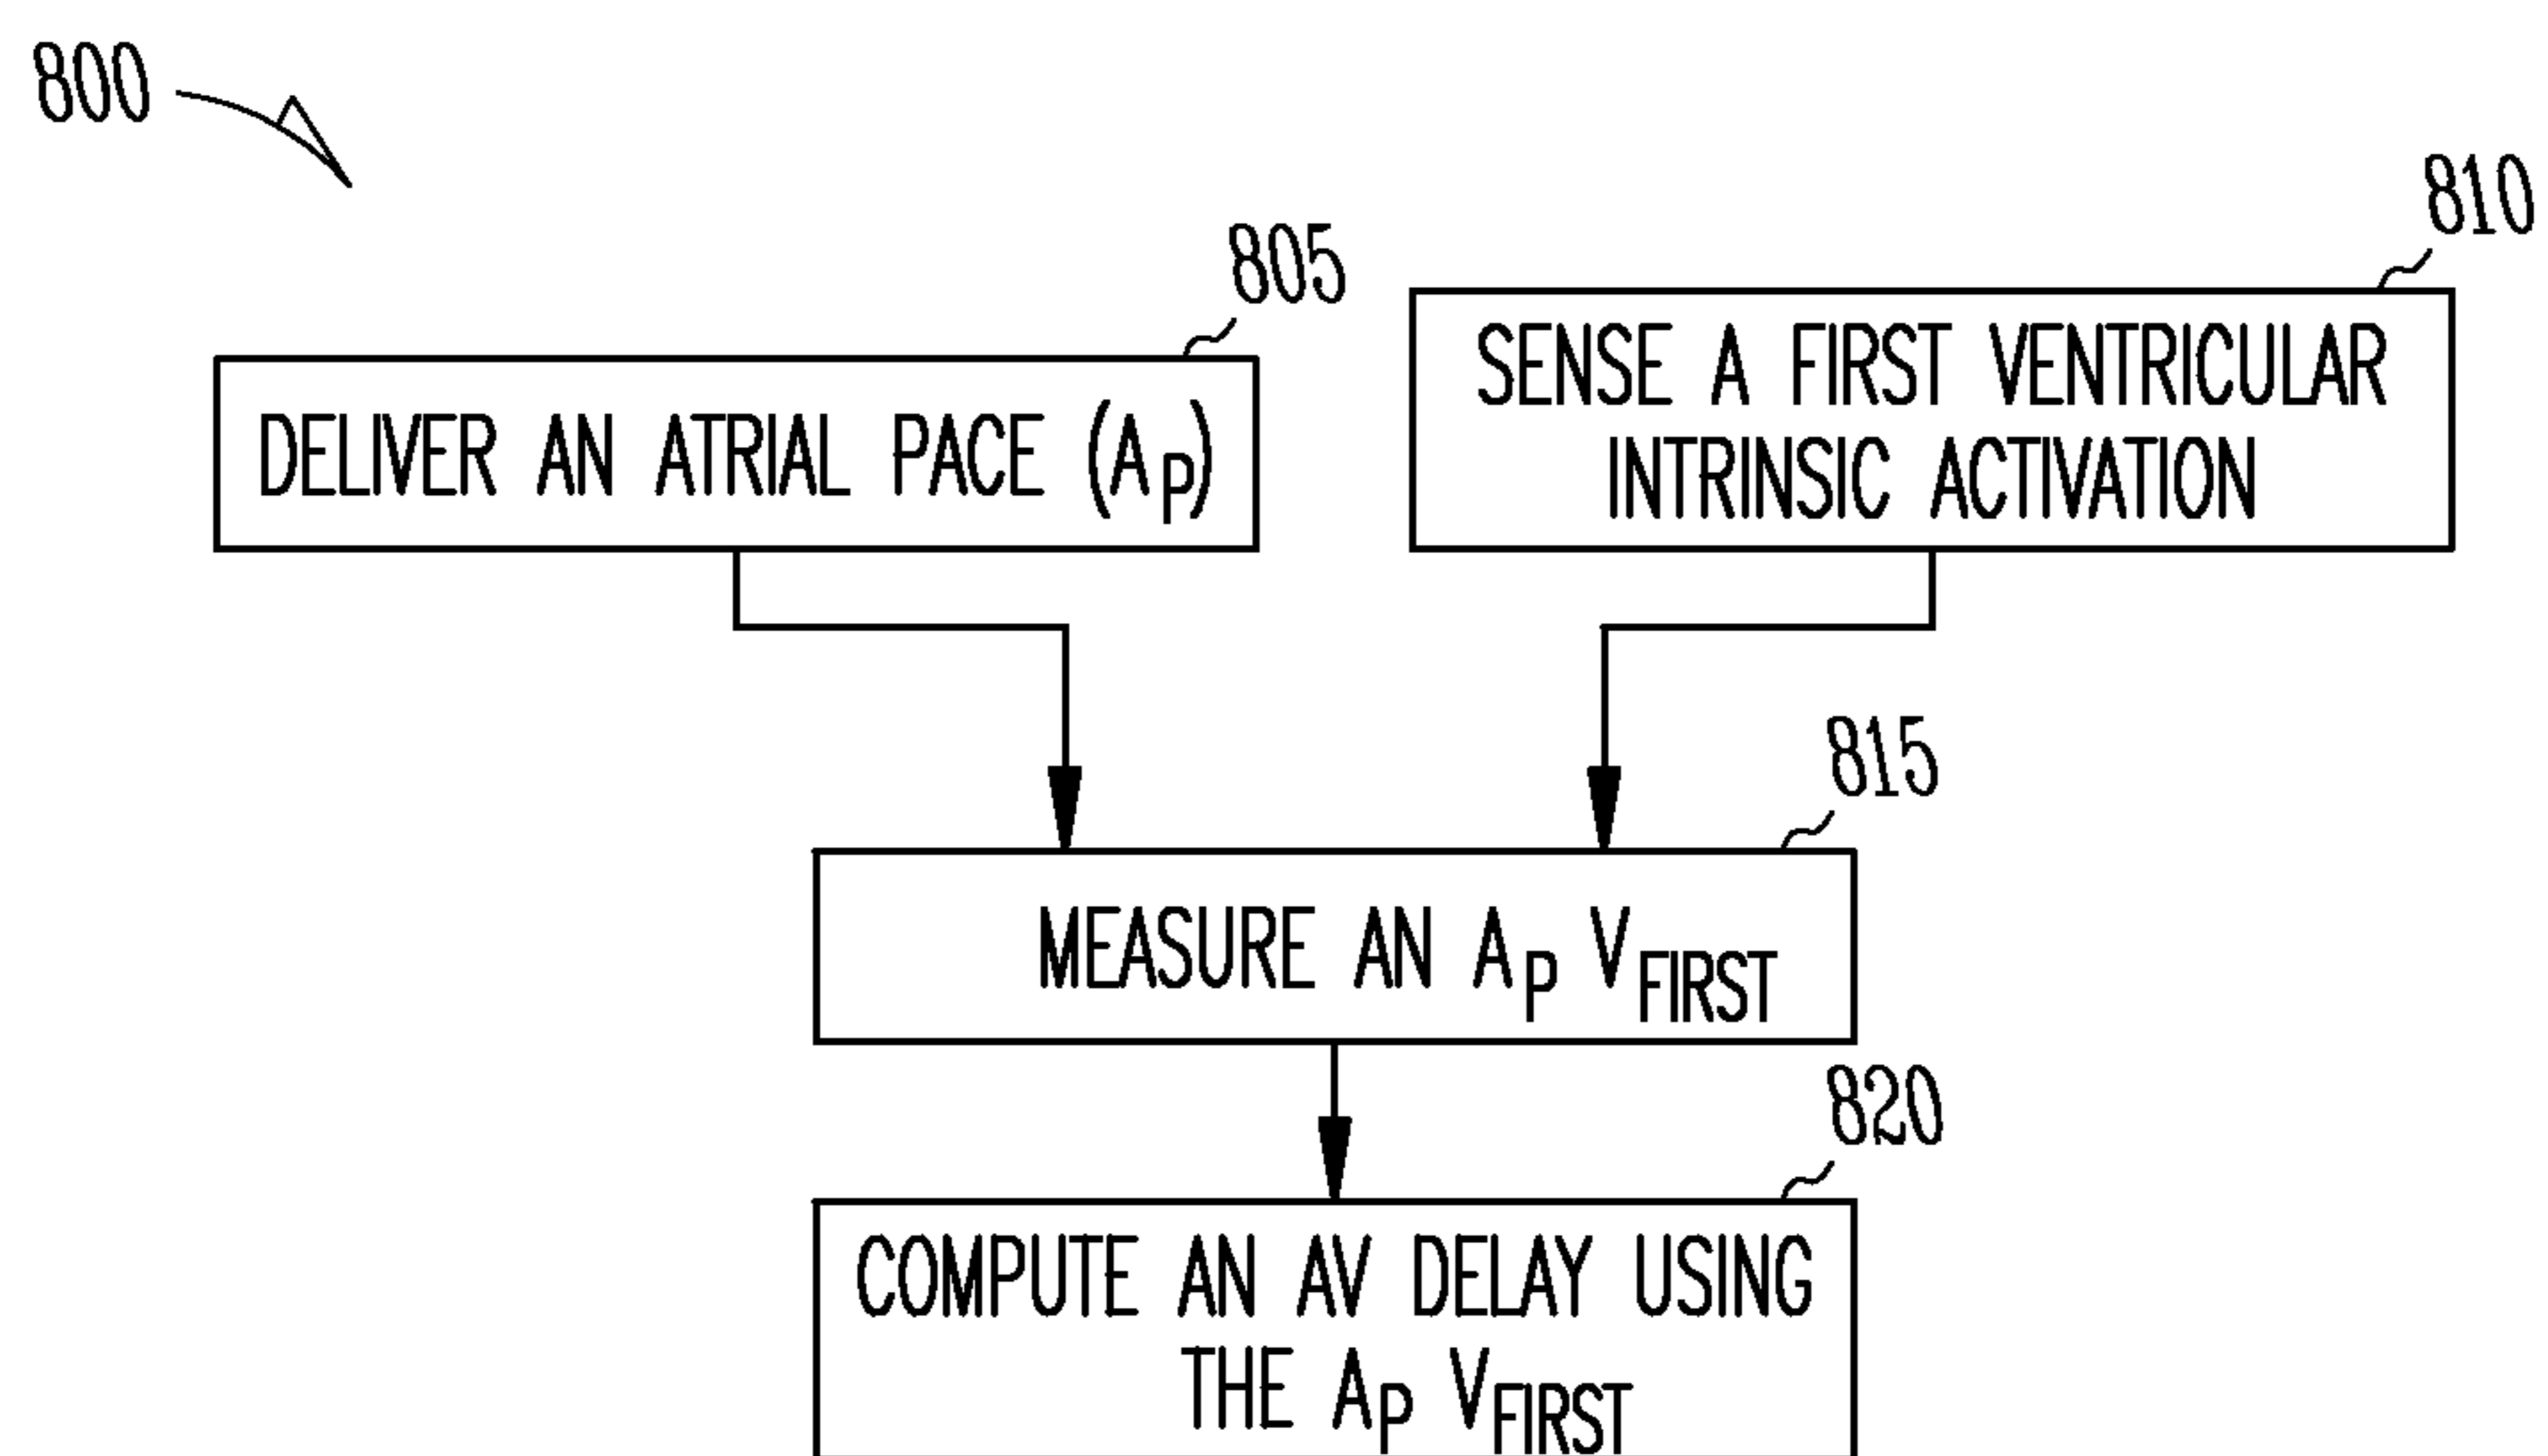 800
805
DELIVER AN ATRIAL PACE (AP)
810
SENSE A FIRST VENTRICULAR
INTRINSIC ACTIVATION
815
MEASURE AN AP VFIRST
820
COMPUTE AN AV DELAY USING
THE AP VFIRST